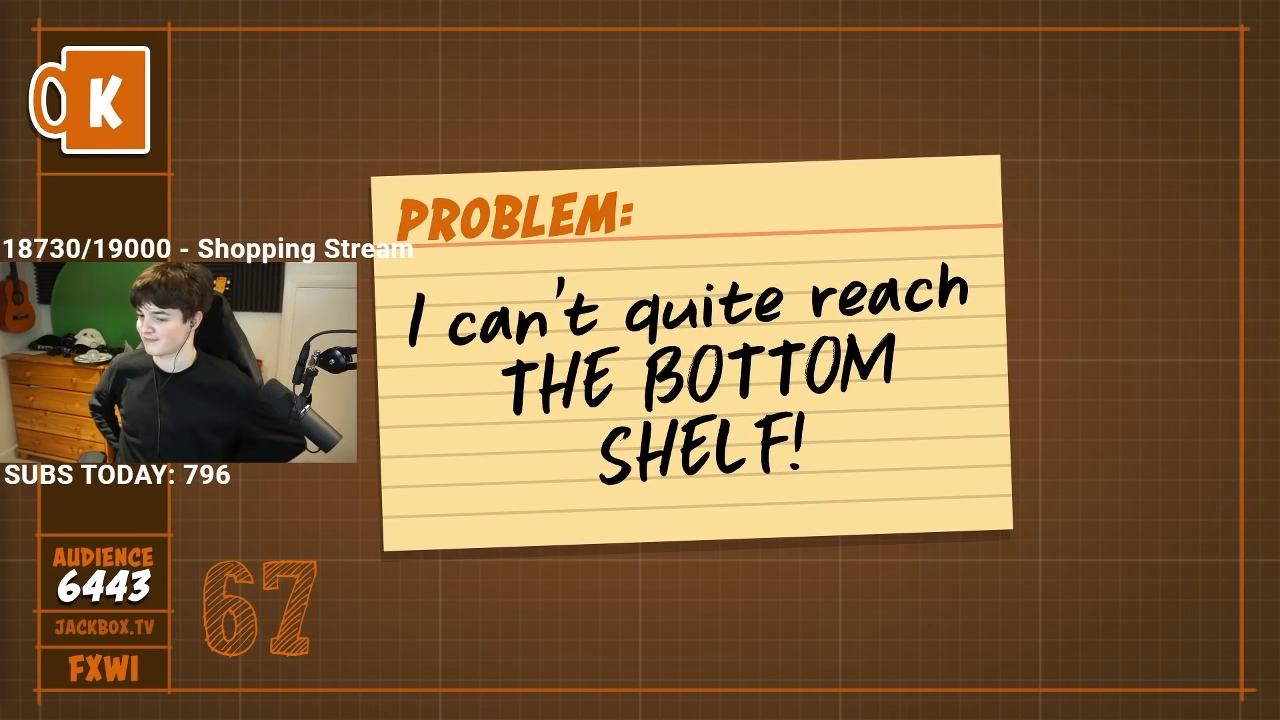 K
PROBLEM:
18730/19000 - Shopping Stream
I can't quite reach
THE BOTTOM
SHELF!
SUBS TODAY: 796
AUDIENCE
6443
JACKBOX.TV
FXWI
67